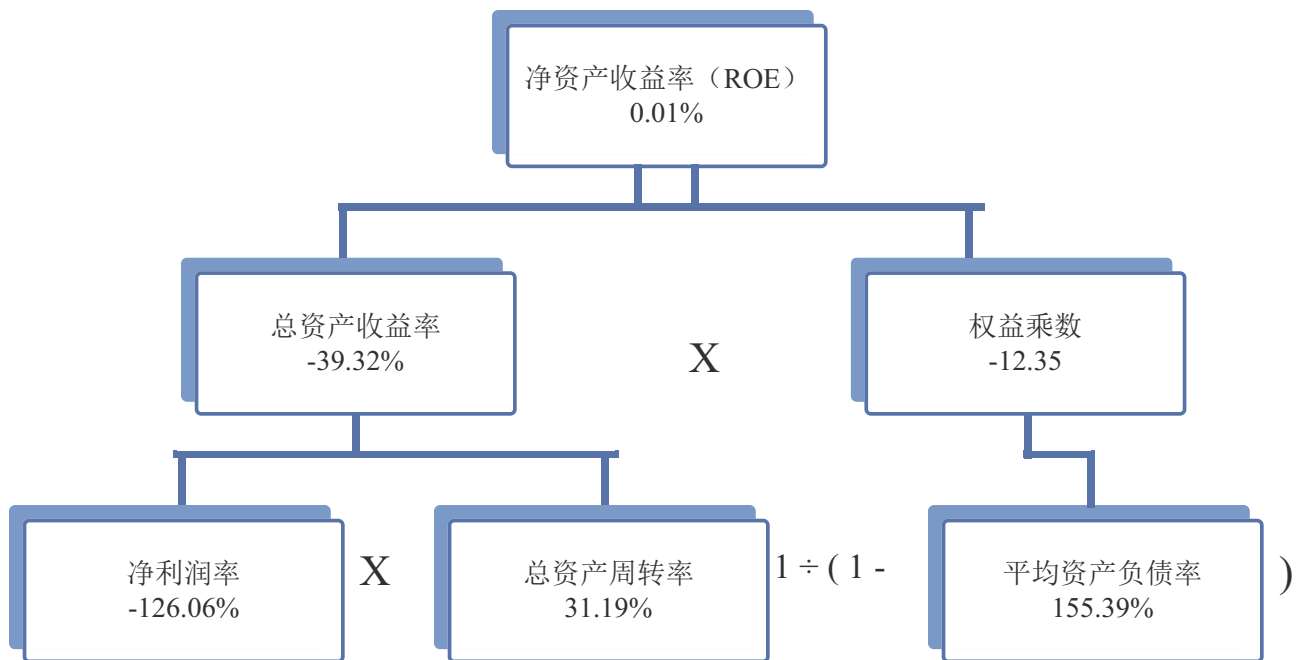 净资产收益率（ROE）
0.01%
总资产收益率
-39.32%
X
权益乘数
-12.35
净利润率
-126.06%
X
总资产周转率
31.19%
1 ÷ ( 1 -
平均资产负债率
155.39%
)